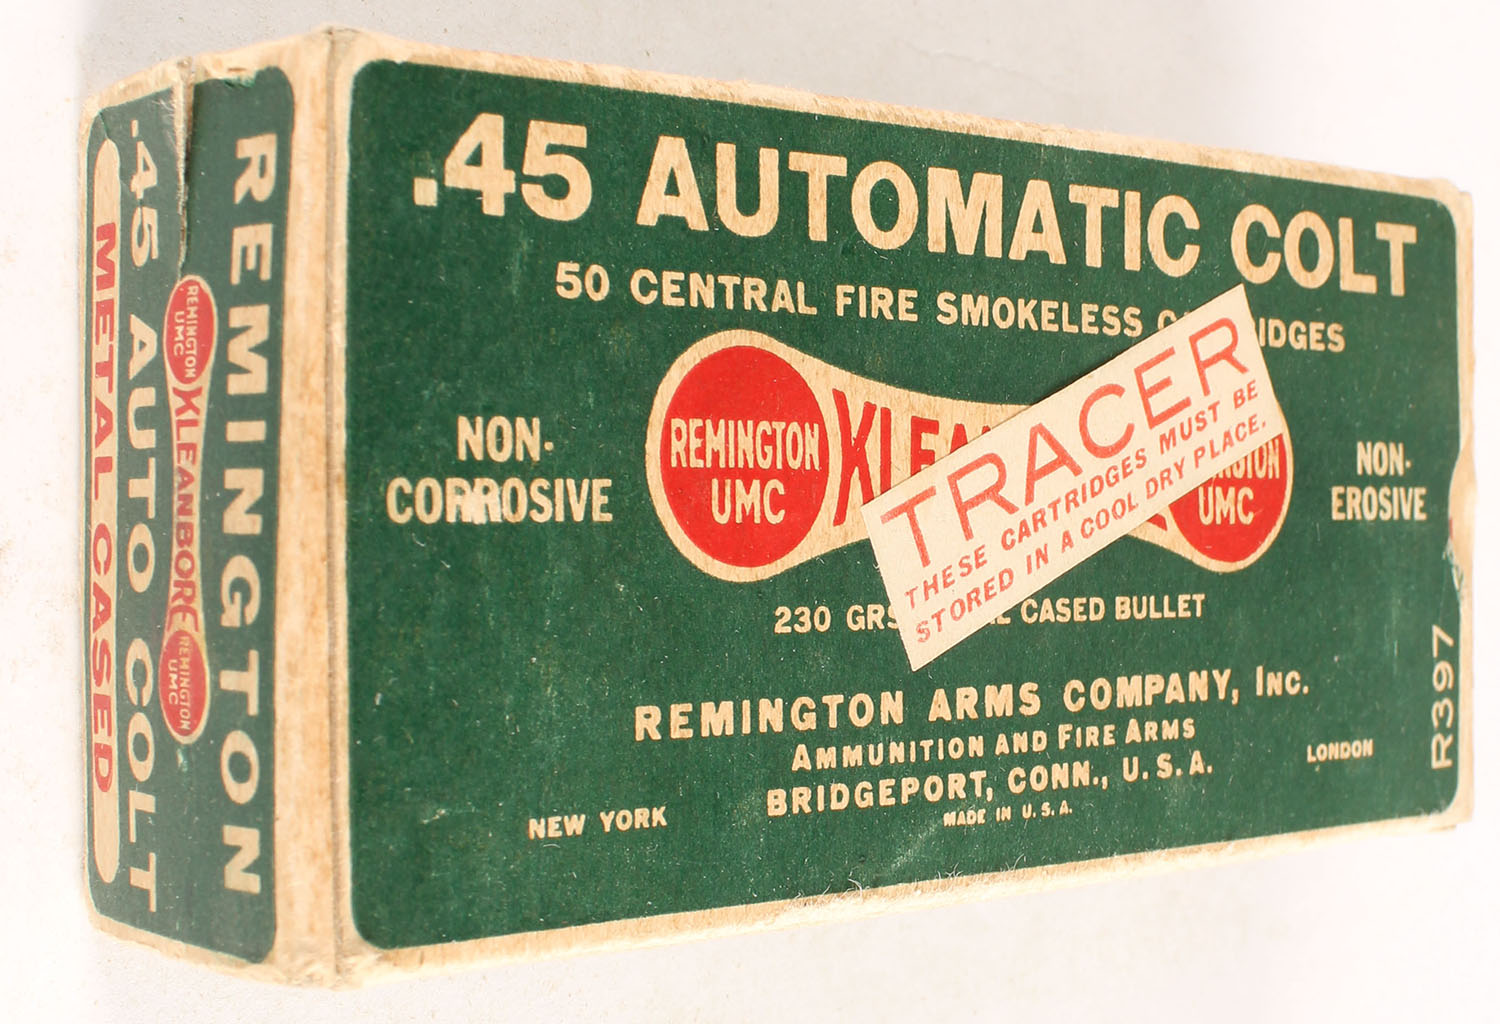 .45 AUTOMATIC COLT
50 CENTRAL FIRE SMOKELESS
NON-
CORROSIVE
REMINGTON
UMC
TRACER
THESE CARTRIDGES MUST BE
STORED IN A COOL DRY PLACE.
UMC
NON-
EROSIVE
230 GRS CASED BULLET
REMINGTON ARMS COMPANY, INC.
AMMUNITION AND FIRE ARMS
BRIDGEPORT, CONN., U.S.A.
MADE IN U.S.A.
NEW YORK
LONDON
R397
REMINGTON
REMINGTON
UMC
KLEANBORE
REMINGTON
UMC
.45 AUTO COLT
METAL CASED